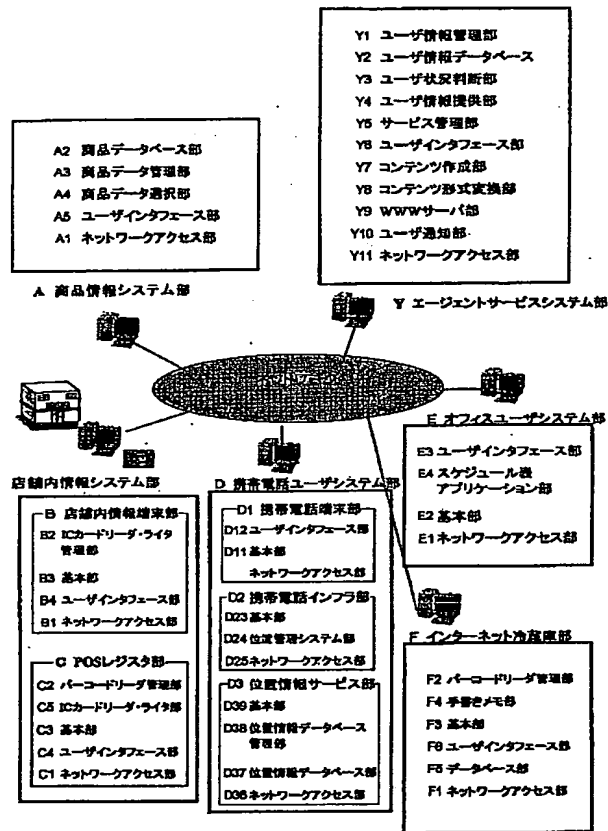 Y1 ユーザ情報管理部
Y2 ユーザ情報データベース
Y3 ユーザ状況判断部
Y4 ユーザ情報提供部
Y5 サービス管理部
Y6 ユーザインタフェース部
Y7 コンテンツ作成部
Y8 コンテンツ形式変換部
Y9 WWWサーバ部
Y10 ユーザ通知部
Y11 ネットワークアクセス部
Y エージェントサービスシステム部
A2 商品データベース部
A3 商品データ管理部
A4 商品データ選択部
A5 ユーザインタフェース部
A1 ネットワークアクセス部
A 商品情報システム部
E オフィスユーザシステム部
E3 ユーザインタフェース部
E4 スケジュール
アプリケーション部
E2 基本部
E1 ネットワークアクセス部
店舗内情報システム部
B 店舗内情報端末部
B2 ICカードリーダ・ライタ
管理部
B3 基本部
B4 ユーザインタフェース部
B1 ネットワークアクセス部
C POSレジスタ部
C2 バーコードリーダ管理部
C5 ICカードリーダ・ライタ部
C3 基本部
C4 ユーザインタフェース部
C1 ネットワークアクセス部
D 携帯電話ユーザシステム部
D1 携帯電話端末部
D12 ユーザインタフェース部
D11 基本部
ネットワークアクセス部
D2 携帯電話インフラ部
D23 基本部
D24 位置管理システム部
D25 ネットワークアクセス部
D3 位置情報サービス部
D39 基本部
D38 位置情報データベース
管理部
D37 位置情報データベース部
D36 ネットワークアクセス部
F インターネット冷蔵庫部
F2 バーコードリーダ管理部
F4 手書きメモ部
F3 基本部
F6 ユーザインタフェース部
F5 データベース部
F1 ネットワークアクセス部